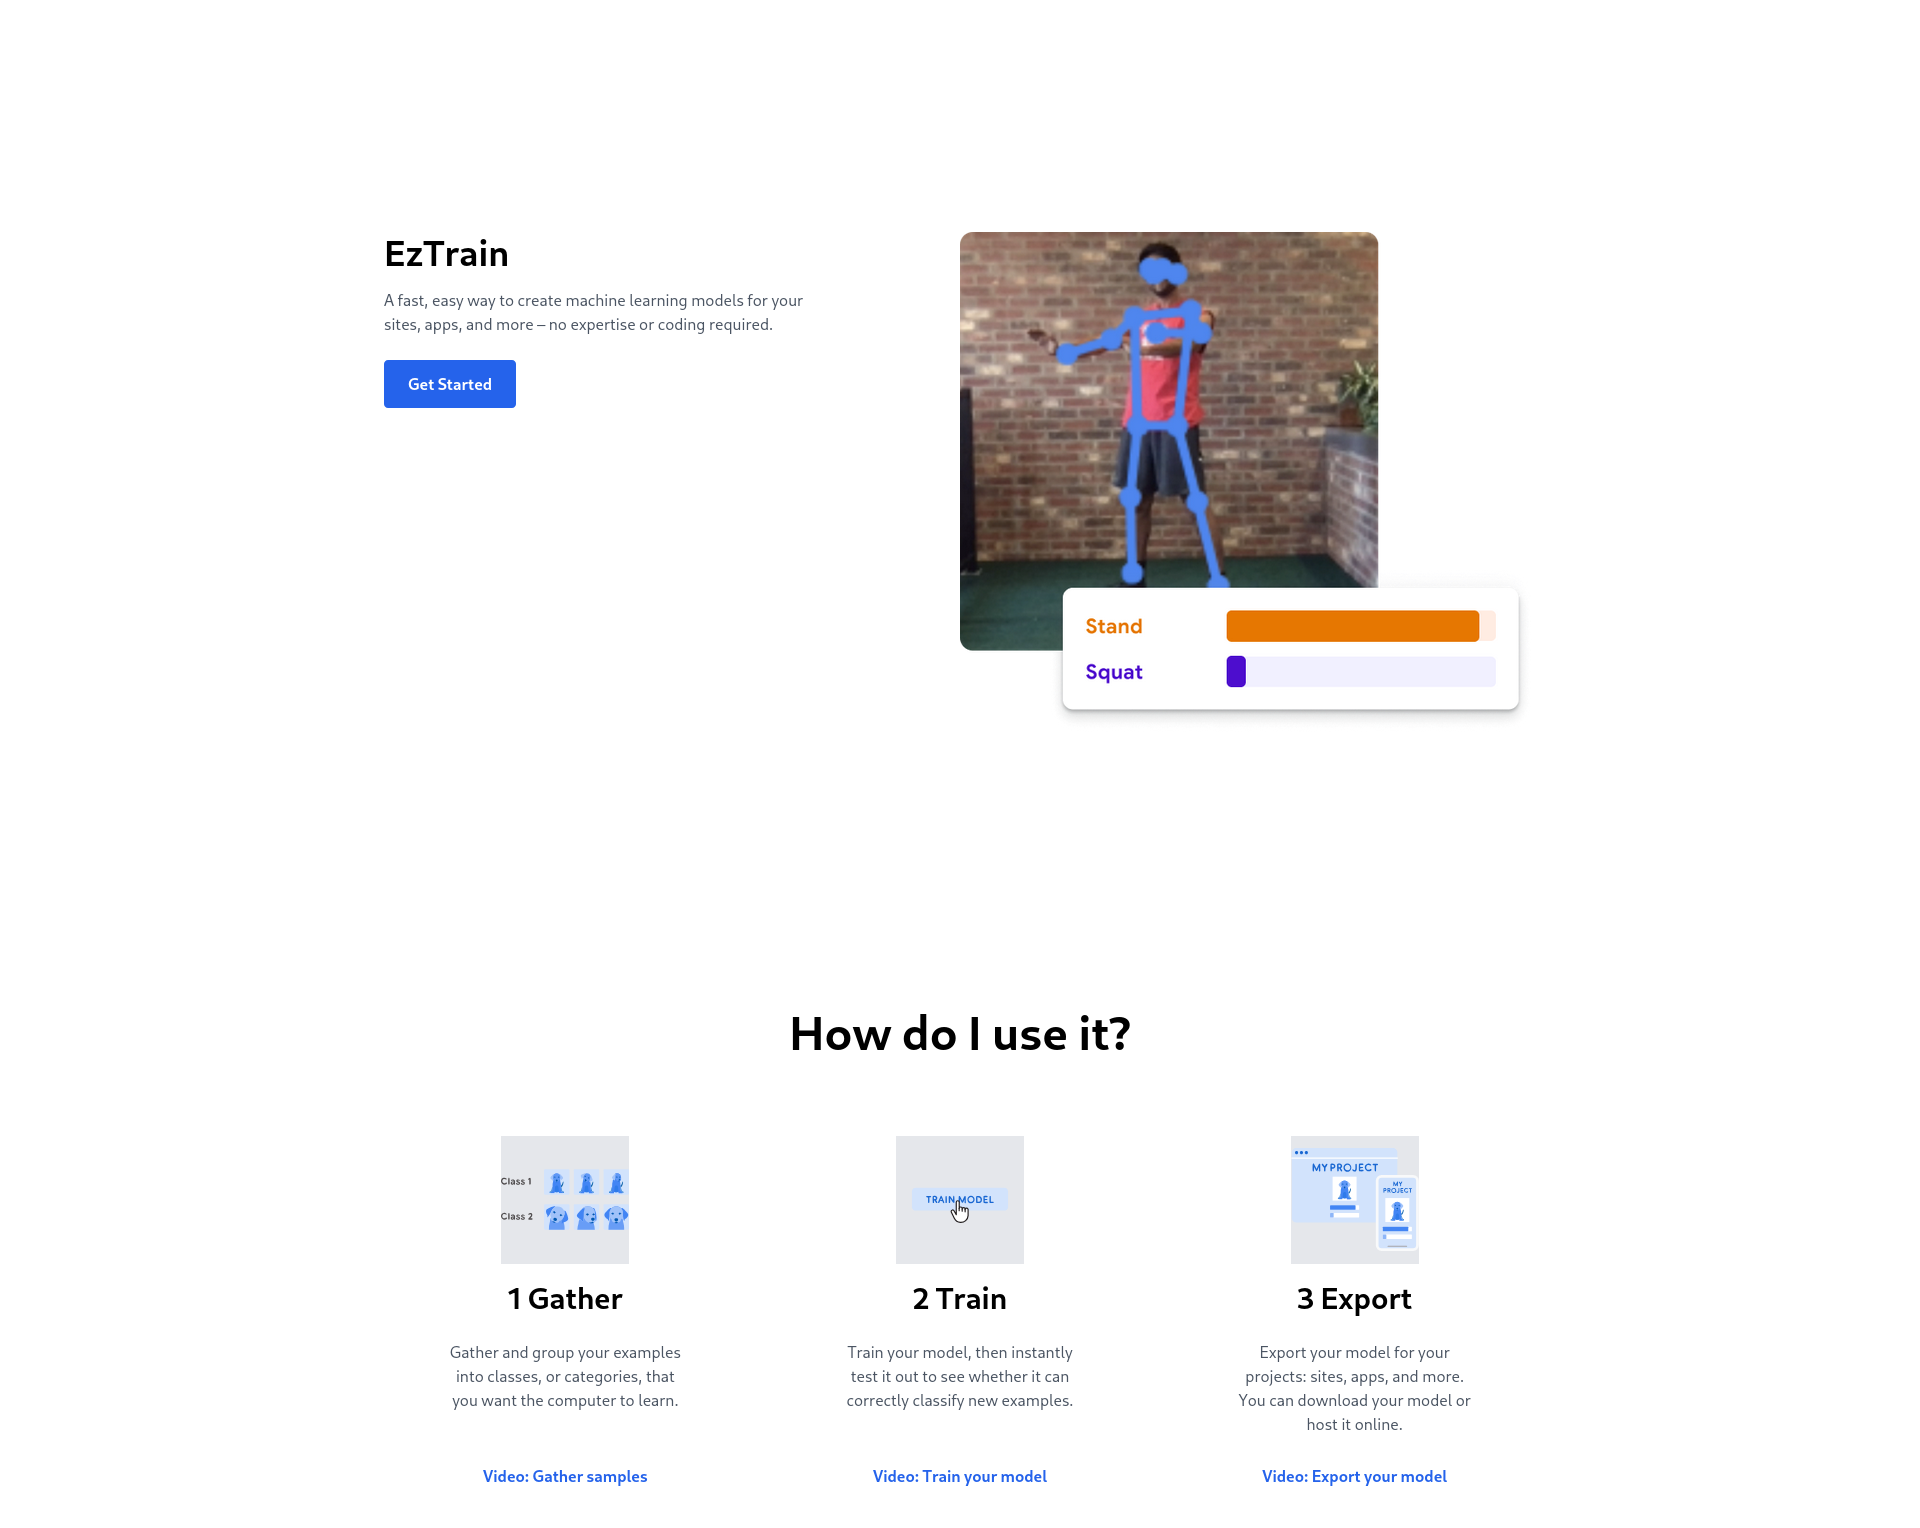 EzTrain
A fast, easy way to create machine learning models for your
sites, apps, and more – no expertise or coding required.
Get Started
Stand
Squat
How do I use it?
Class 1
Class 2
1 Gather
Gather and group your examples
into classes, or categories, that
you want the computer to learn.
Video: Gather samples
TRAIN MODEL
2 Train
Train your model, then instantly
test it out to see whether it can
correctly classify new examples.
Video: Train your model
MY PROJECT
MY
PROJECT
3 Export
Export your model for your
projects: sites, apps, and more.
You can download your model or
host it online.
Video: Export your model